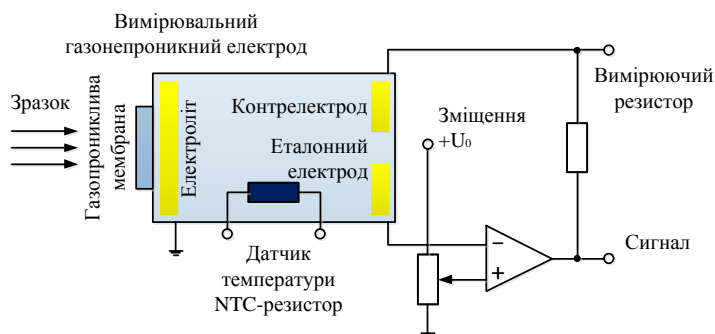 Вимірювальний
газонепроникний електрод
Зразок
Газопрониклива
мембрана
Електроліт
Контрелектрод
Еталонний
електрод
Датчик
температури
NTC-резистор
Зміщення
+U₀
Вимірюючий
резистор
−
+
Сигнал